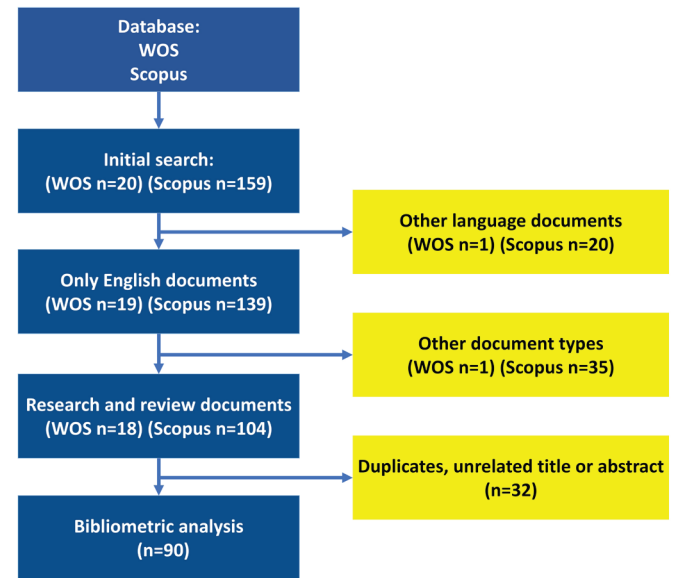 Database:
WOS
Scopus
Initial search:
(WOS n=20) (Scopus n=159)
Other language documents
(WOS n=1) (Scopus n=20)
Only English documents
(WOS n=19) (Scopus n=139)
Other document types
(WOS n=1) (Scopus n=35)
Research and review documents
(WOS n=18) (Scopus n=104)
Duplicates, unrelated title or abstract
(n=32)
Bibliometric analysis
(n=90)